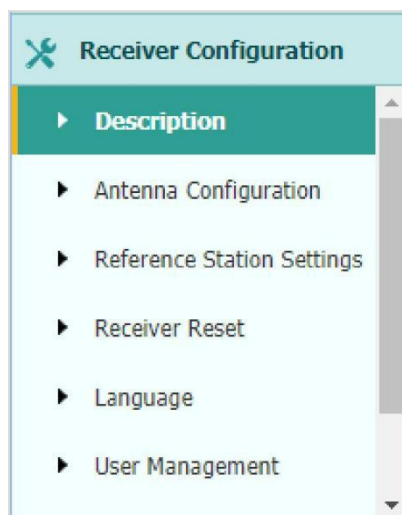 Receiver Configuration
Description
Antenna Configuration
Reference Station Settings
Receiver Reset
Language
User Management